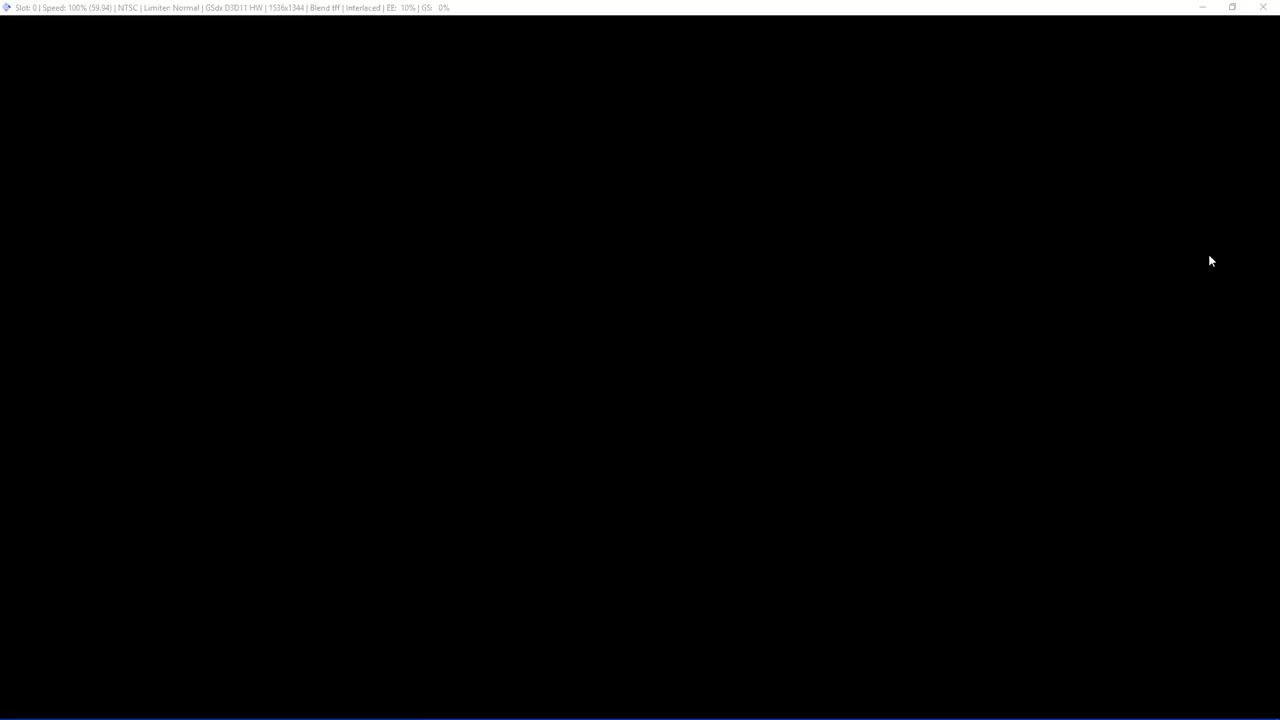 Slot: 0 | Speed: 100% (59.94) | NTSC | Limiter: Normal | GSdx D3D11 HW | 1536x1344 | Blend tff | Interlaced | EE: 10% | GS: 0%